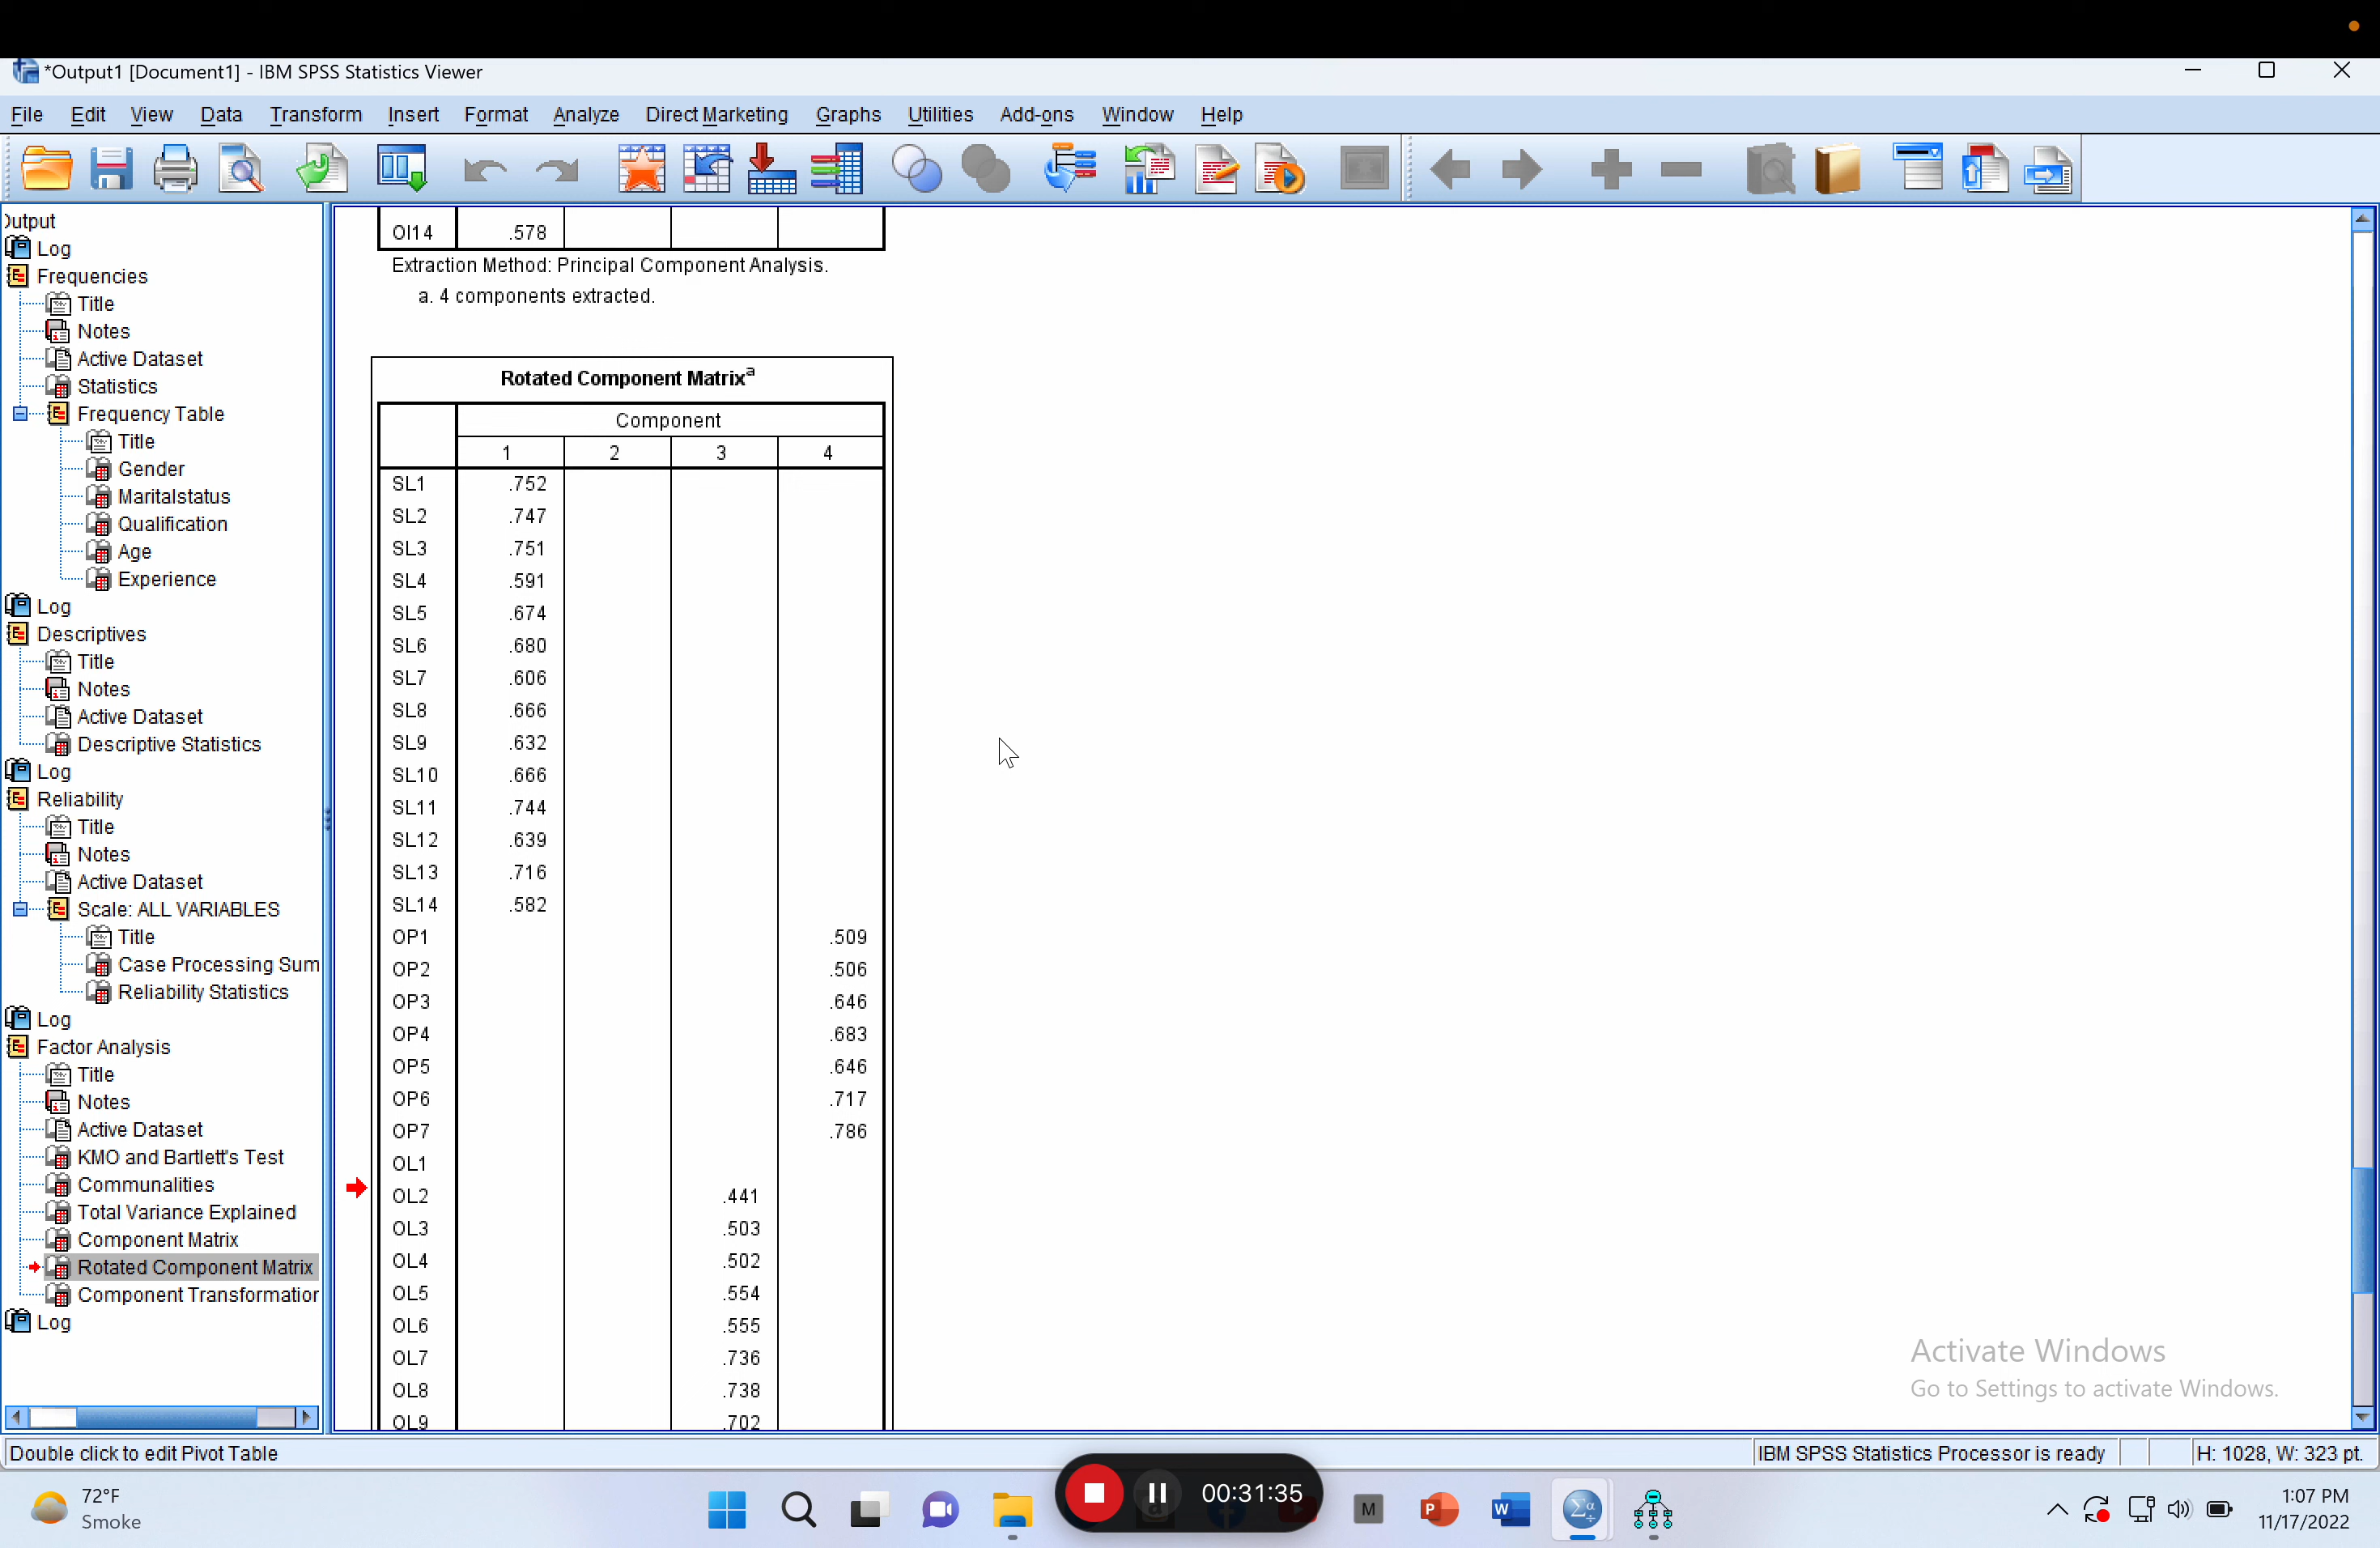 *Output1 [Document1] - IBM SPSS Statistics Viewer
File Edit View Data Transform Insert Format Analyze Direct Marketing Graphs Utilities Add-ons Window Help
Output
Log
Frequencies
Title
Notes
Active Dataset
Statistics
Frequency Table
Title
Gender
Maritalstatus
Qualification
Age
Experience
Log
Descriptives
Title
Notes
Active Dataset
Descriptive Statistics
Log
Reliability
Title
Notes
Active Dataset
Scale: ALL VARIABLES
Title
Case Processing Sum
Reliability Statistics
Log
Factor Analysis
Title
Notes
Active Dataset
KMO and Bartlett's Test
Communalities
Total Variance Explained
Component Matrix
Rotated Component Matrix
Component Transformation
Log
OI14 .578
Extraction Method: Principal Component Analysis.
a. 4 components extracted.
Rotated Component Matrixa
Component
1 2 3 4
SL1 .752
SL2 .747
SL3 .751
SL4 .591
SL5 .674
SL6 .680
SL7 .606
SL8 .666
SL9 .632
SL10 .666
SL11 .744
SL12 .639
SL13 .716
SL14 .582
OP1 .509
OP2 .506
OP3 .646
OP4 .683
OP5 .646
OP6 .717
OP7 .786
OL1
OL2 .441
OL3 .503
OL4 .502
OL5 .554
OL6 .555
OL7 .736
OL8 .738
OL9 .702
Activate Windows
Go to Settings to activate Windows.
Double click to edit Pivot Table
IBM SPSS Statistics Processor is ready
H: 1028, W: 323 pt.
72°F
Smoke
00:31:35
M
P
W
1:07 PM
11/17/2022